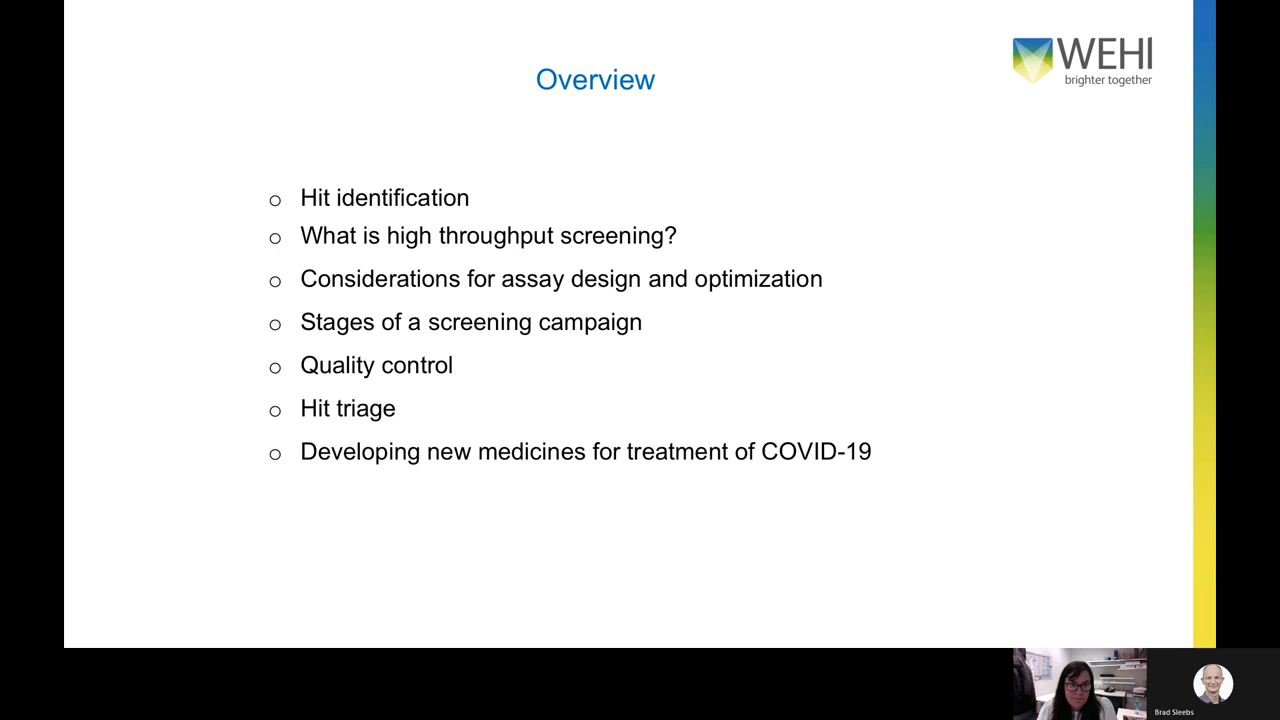 Overview
WEHI
brighter together
o Hit identification
o What is high throughput screening?
o Considerations for assay design and optimization
o Stages of a screening campaign
o Quality control
o Hit triage
o Developing new medicines for treatment of COVID-19
Brad Sleebs